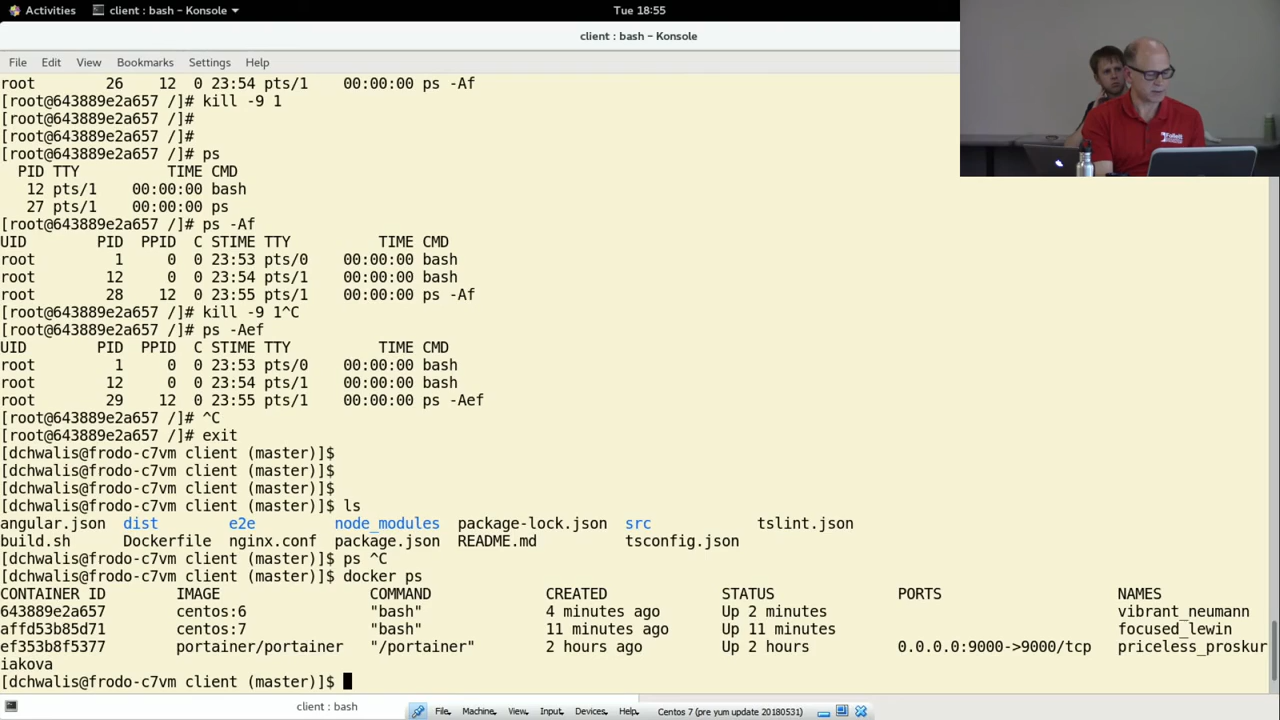 Activities client : bash – Konsole Tue 18:55
client : bash – Konsole
File Edit View Bookmarks Settings Help
root 26 12 0 23:54 pts/1 00:00:00 ps -Af
[root@643889e2a657 /]# kill -9 1
[root@643889e2a657 /]#
[root@643889e2a657 /]#
[root@643889e2a657 /]# ps
PID TTY TIME CMD
12 pts/1 00:00:00 bash
27 pts/1 00:00:00 ps
[root@643889e2a657 /]# ps -Af
UID PID PPID C STIME TTY TIME CMD
root 1 0 0 23:53 pts/0 00:00:00 bash
root 12 0 0 23:54 pts/1 00:00:00 bash
root 28 12 0 23:55 pts/1 00:00:00 ps -Af
[root@643889e2a657 /]# kill -9 1^C
[root@643889e2a657 /]# ps -Aef
UID PID PPID C STIME TTY TIME CMD
root 1 0 0 23:53 pts/0 00:00:00 bash
root 12 0 0 23:54 pts/1 00:00:00 bash
root 29 12 0 23:55 pts/1 00:00:00 ps -Aef
[root@643889e2a657 /]# ^C
[root@643889e2a657 /]# exit
[dchwalis@frodo-c7vm client (master)]$
[dchwalis@frodo-c7vm client (master)]$
[dchwalis@frodo-c7vm client (master)]$
[dchwalis@frodo-c7vm client (master)]$ ls
angular.json dist e2e node_modules package-lock.json src tslint.json
build.sh Dockerfile nginx.conf package.json README.md tsconfig.json
[dchwalis@frodo-c7vm client (master)]$ ps ^C
[dchwalis@frodo-c7vm client (master)]$ docker ps
CONTAINER ID IMAGE COMMAND CREATED STATUS PORTS NAMES
643889e2a657 centos:6 "bash" 4 minutes ago Up 2 minutes vibrant_neumann
affd53b85d71 centos:7 "bash" 11 minutes ago Up 11 minutes focused_lewin
ef353b8f5377 portainer/portainer "/portainer" 2 hours ago Up 2 hours 0.0.0.0:9000->9000/tcp priceless_proskur
iakova
[dchwalis@frodo-c7vm client (master)]$
client : bash
File Machine View Input Devices Help Centos 7 (pre yum update 20180531)